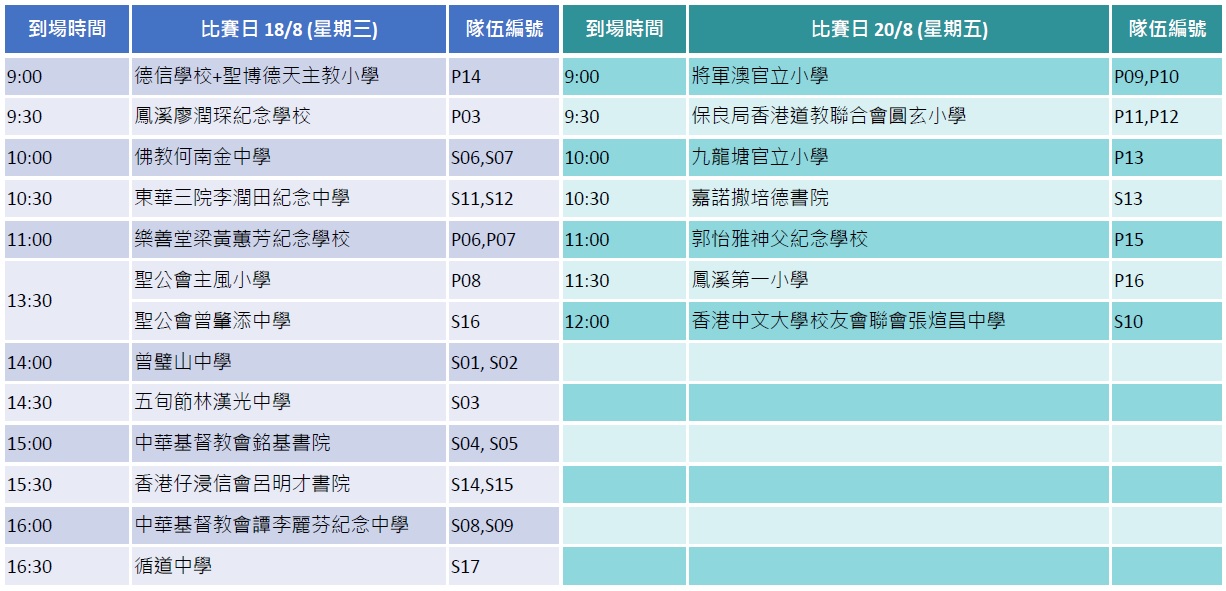 到場時間 比賽日 18/8 (星期三) 隊伍編號 到場時間 比賽日 20/8 (星期五) 隊伍編號
9:00 德信學校+聖博德天主教小學 P14 9:00 將軍澳官立小學 P09,P10
9:30 鳳溪廖潤琛紀念學校 P03 9:30 保良局香港道教聯合會圓玄小學 P11,P12
10:00 佛教何南金中學 S06,S07 10:00 九龍塘官立小學 P13
10:30 東華三院李潤田紀念中學 S11,S12 10:30 嘉諾撒培德書院 S13
11:00 樂善堂梁黃蕙芳紀念學校 P06,P07 11:00 郭怡雅神父紀念學校 P15
13:30 聖公會主風小學 P08 11:30 鳳溪第一小學 P16
聖公會曾肇添中學 S16 12:00 香港中文大學校友會聯會張煊昌中學 S10
14:00 曾璧山中學 S01, S02
14:30 五旬節林漢光中學 S03
15:00 中華基督教會銘基書院 S04, S05
15:30 香港仔浸信會呂明才書院 S14,S15
16:00 中華基督教會譚李麗芬紀念中學 S08,S09
16:30 循道中學 S17